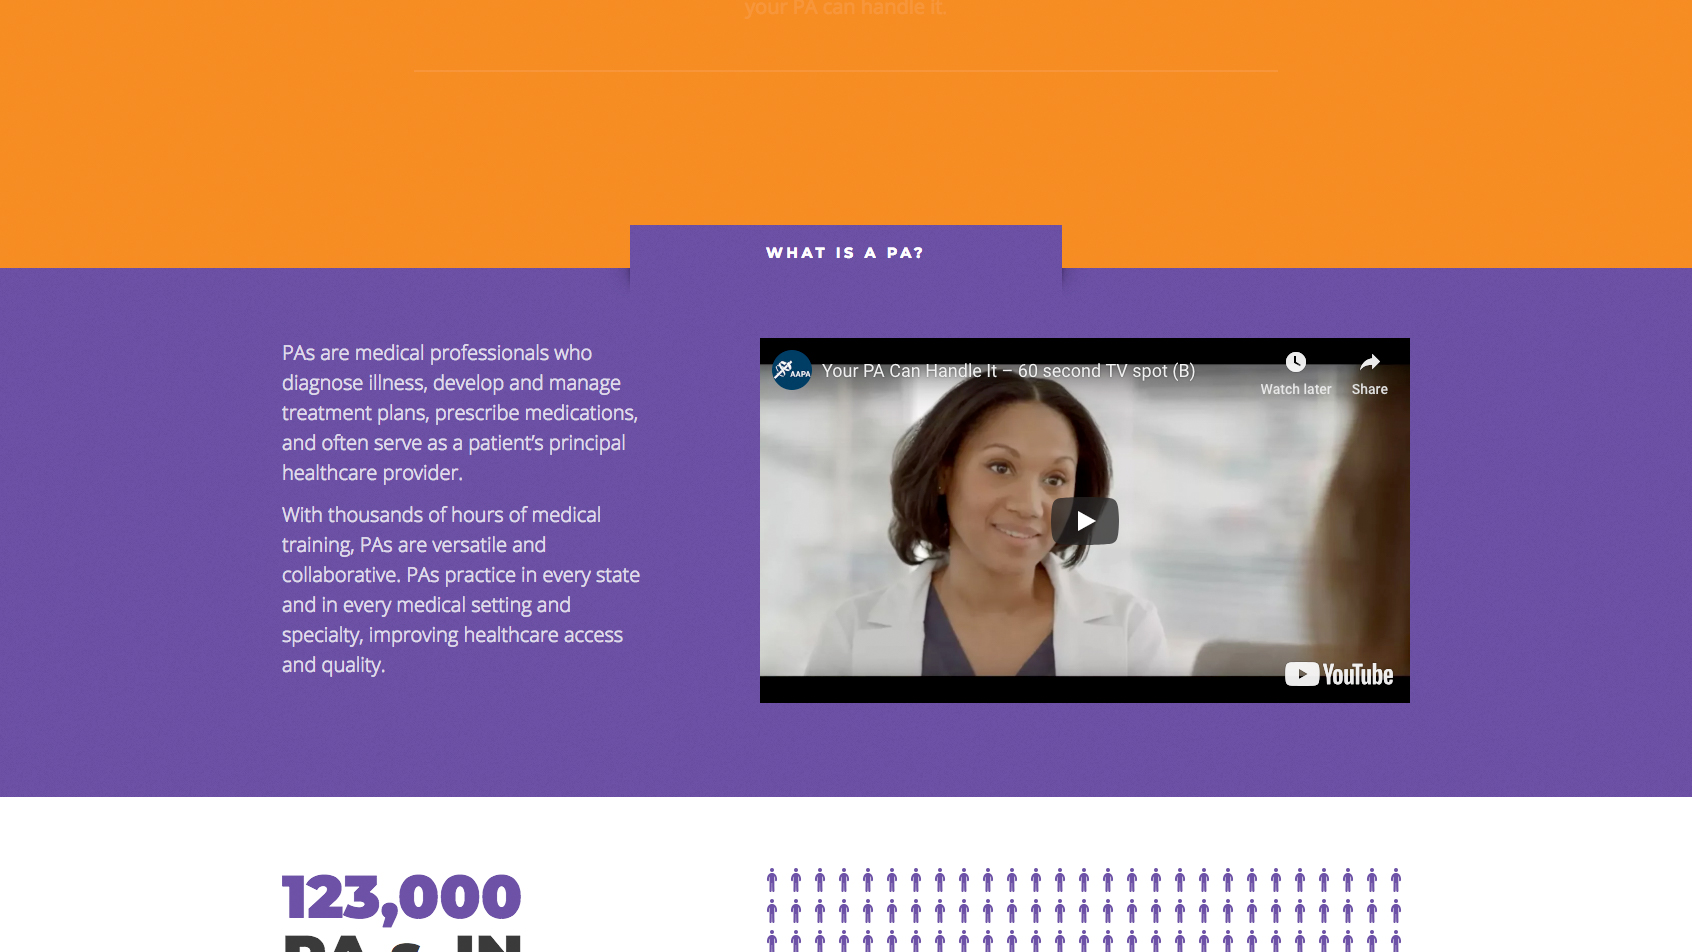 your PA can handle it.
WHAT IS A PA?
PAs are medical professionals who
diagnose illness, develop and manage
treatment plans, prescribe medications,
and often serve as a patient’s principal
healthcare provider.
With thousands of hours of medical
training, PAs are versatile and
collaborative. PAs practice in every state
and in every medical setting and
specialty, improving healthcare access
and quality.
AAPA
Your PA Can Handle It – 60 second TV spot (B)
Watch later
Share
YouTube
123,000
PAs IN